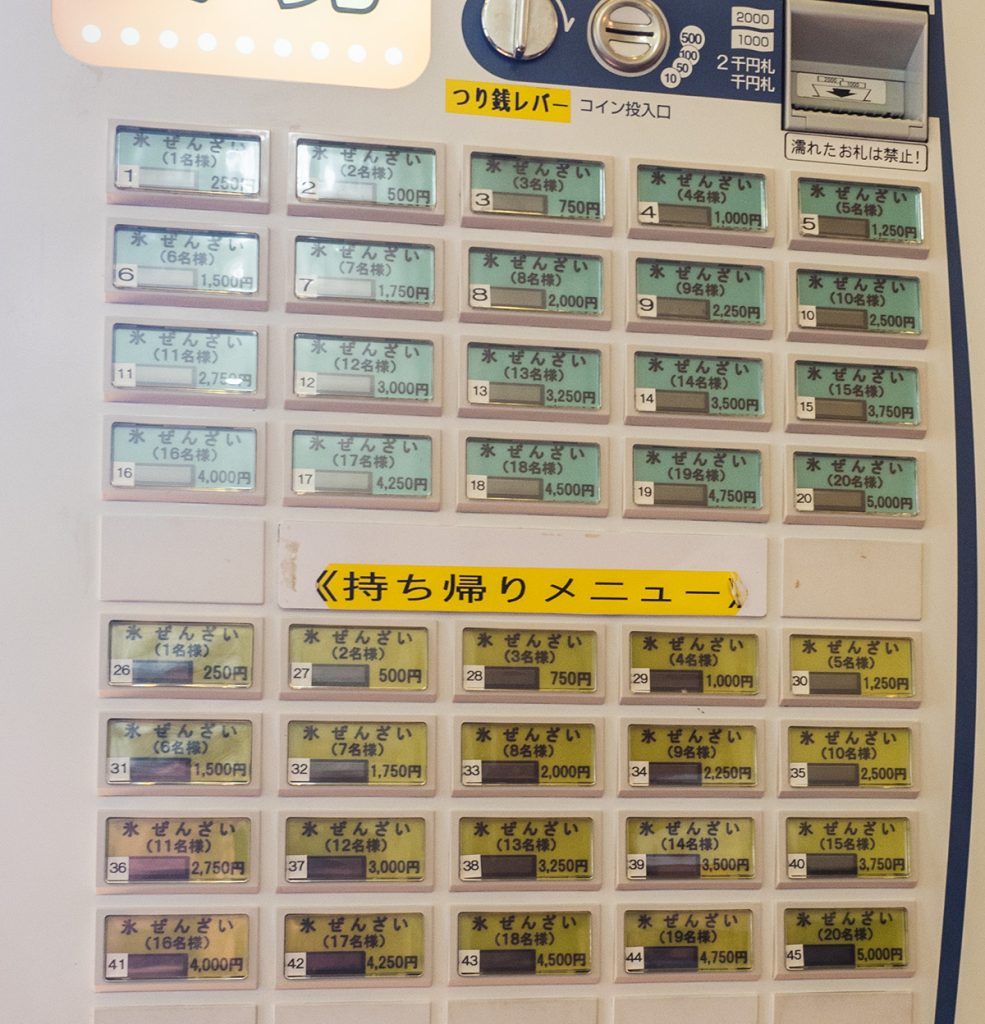 2000
1000
2千円札
千円札
500
100
50
10
つり銭レバー コイン投入口
濡れたお札は禁止!
氷 ぜんざい
(1名様)
1 250円
氷 ぜんざい
(2名様)
2 500円
氷 ぜんざい
(3名様)
3 750円
氷 ぜんざい
(4名様)
4 1,000円
氷 ぜんざい
(5名様)
5 1,250円
氷 ぜんざい
(6名様)
6 1,500円
氷 ぜんざい
(7名様)
7 1,750円
氷 ぜんざい
(8名様)
8 2,000円
氷 ぜんざい
(9名様)
9 2,250円
氷 ぜんざい
(10名様)
10 2,500円
氷 ぜんざい
(11名様)
11 2,750円
氷 ぜんざい
(12名様)
12 3,000円
氷 ぜんざい
(13名様)
13 3,250円
氷 ぜんざい
(14名様)
14 3,500円
氷 ぜんざい
(15名様)
15 3,750円
氷 ぜんざい
(16名様)
16 4,000円
氷 ぜんざい
(17名様)
17 4,250円
氷 ぜんざい
(18名様)
18 4,500円
氷 ぜんざい
(19名様)
19 4,750円
氷 ぜんざい
(20名様)
20 5,000円
《持ち帰りメニュー》
氷 ぜんざい
(1名様)
26 250円
氷 ぜんざい
(2名様)
27 500円
氷 ぜんざい
(3名様)
28 750円
氷 ぜんざい
(4名様)
29 1,000円
氷 ぜんざい
(5名様)
30 1,250円
氷 ぜんざい
(6名様)
31 1,500円
氷 ぜんざい
(7名様)
32 1,750円
氷 ぜんざい
(8名様)
33 2,000円
氷 ぜんざい
(9名様)
34 2,250円
氷 ぜんざい
(10名様)
35 2,500円
氷 ぜんざい
(11名様)
36 2,750円
氷 ぜんざい
(12名様)
37 3,000円
氷 ぜんざい
(13名様)
38 3,250円
氷 ぜんざい
(14名様)
39 3,500円
氷 ぜんざい
(15名様)
40 3,750円
氷 ぜんざい
(16名様)
41 4,000円
氷 ぜんざい
(17名様)
42 4,250円
氷 ぜんざい
(18名様)
43 4,500円
氷 ぜんざい
(19名様)
44 4,750円
氷 ぜんざい
(20名様)
45 5,000円